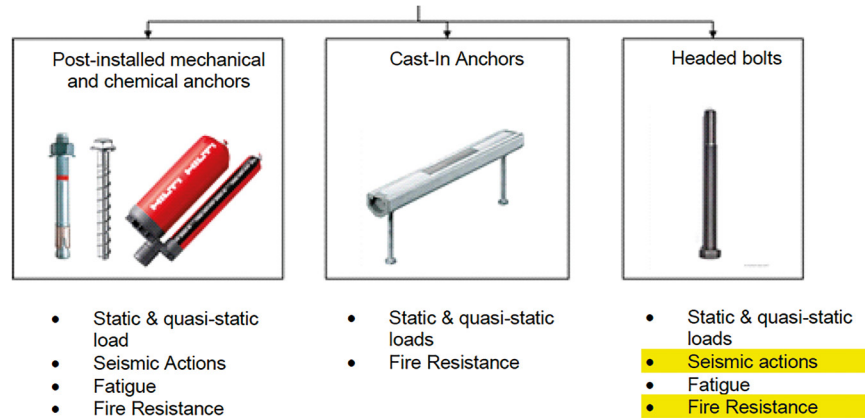 Post-installed mechanical
and chemical anchors
HILTI HILTI
Cast-In Anchors
Headed bolts
• Static & quasi-static
load
• Seismic Actions
• Fatigue
• Fire Resistance
• Static & quasi-static
loads
• Fire Resistance
• Static & quasi-static
loads
• Seismic actions
• Fatigue
• Fire Resistance